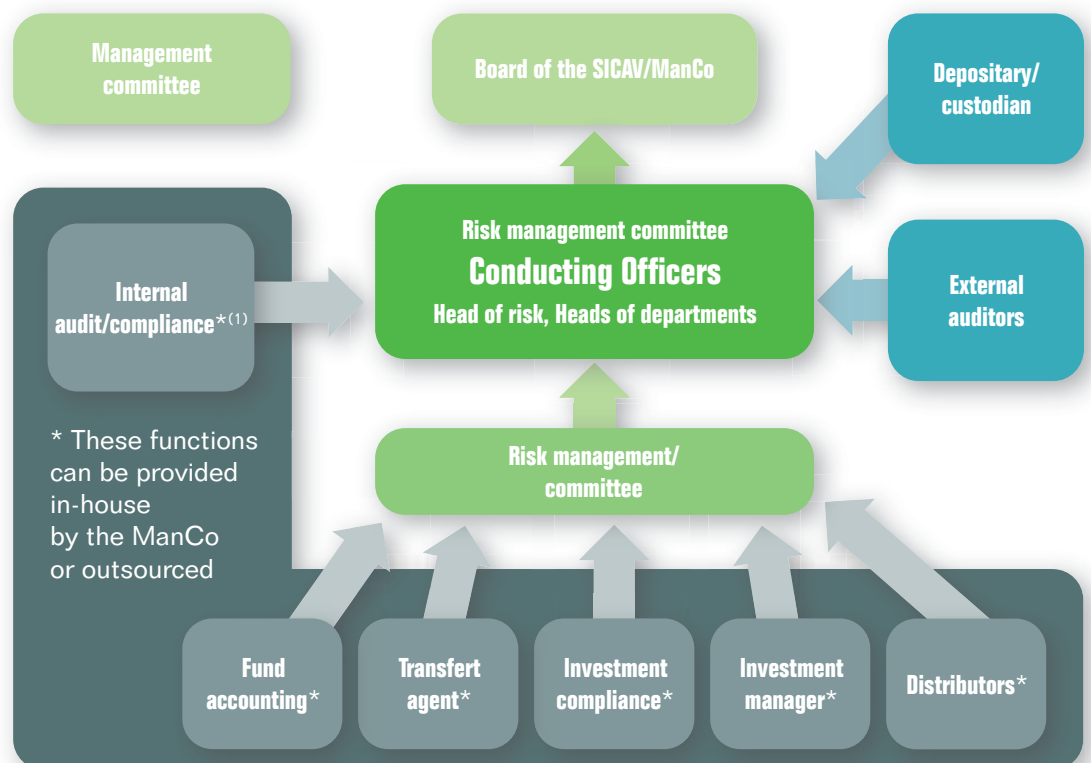 Management
committee
Board of the SICAV/ManCo
Depositary/
custodian
Risk management committee
Conducting Officers
Head of risk, Heads of departments
Internal
audit/compliance*(1)
External
auditors
* These functions
can be provided
in-house
by the ManCo
or outsourced
Risk management/
committee
Fund
accounting*
Transfert
agent*
Investment
compliance*
Investment
manager*
Distributors*